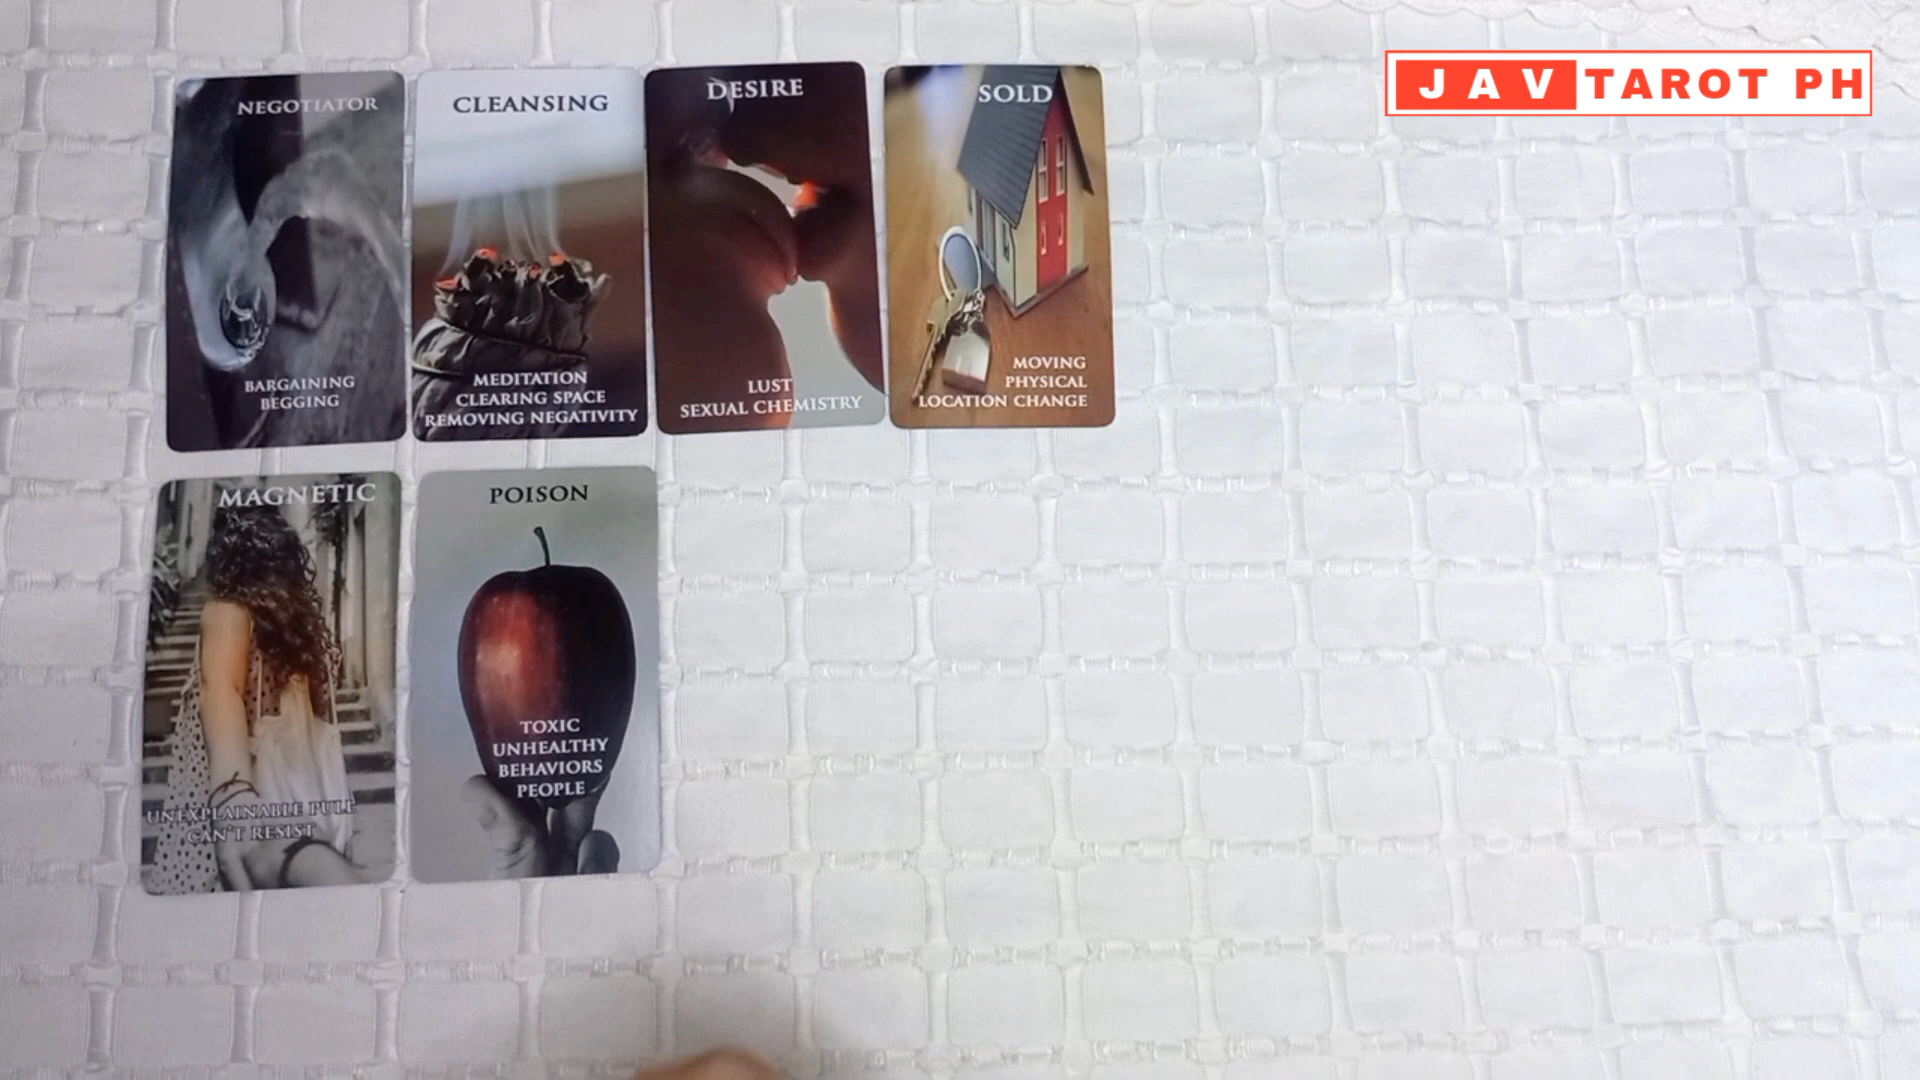 JAV TAROT PH
NEGOTIATOR
BARGAINING
BEGGING
CLEANSING
MEDITATION
CLEARING SPACE
REMOVING NEGATIVITY
DESIRE
LUST
SEXUAL CHEMISTRY
SOLD
MOVING
PHYSICAL
LOCATION CHANGE
MAGNETIC
UNEXPLAINABLE PULL
CAN'T RESIST
POISON
TOXIC
UNHEALTHY
BEHAVIORS
PEOPLE